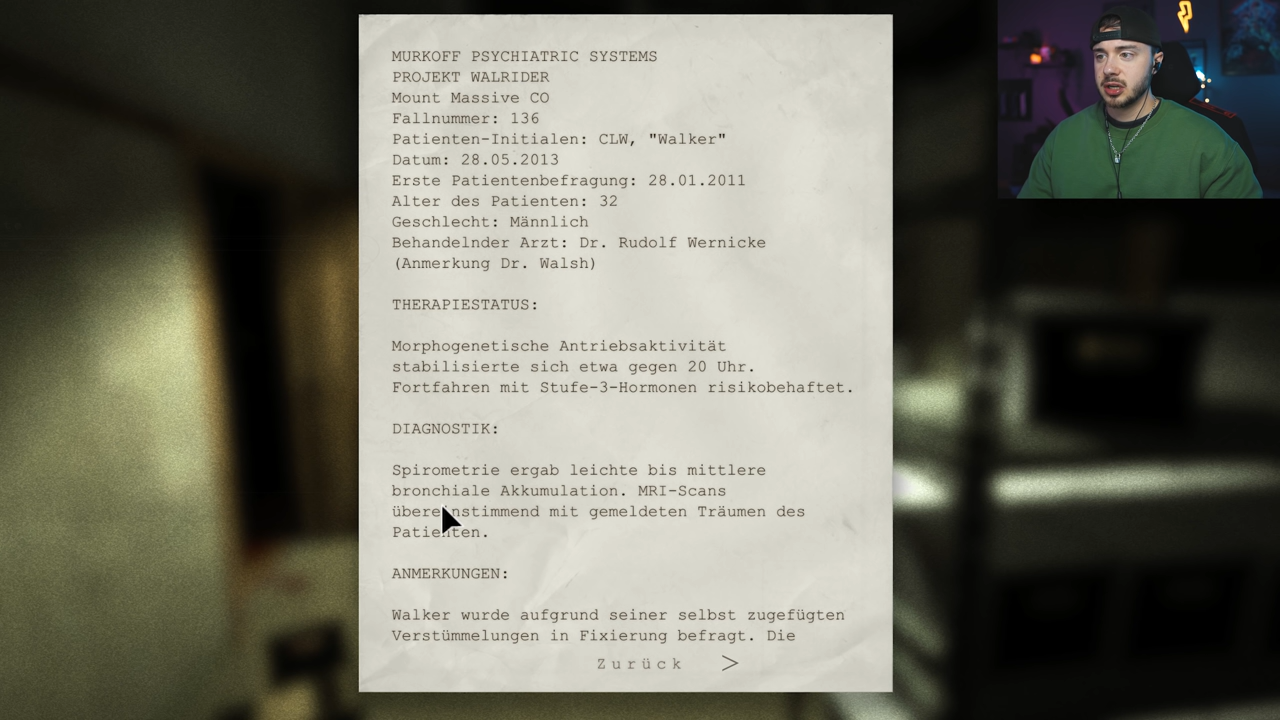 MURKOFF PSYCHIATRIC SYSTEMS
PROJEKT WALRIDER
Mount Massive CO
Fallnummer: 136
Patienten-Initialen: CLW, "Walker"
Datum: 28.05.2013
Erste Patientenbefragung: 28.01.2011
Alter des Patienten: 32
Geschlecht: Männlich
Behandelnder Arzt: Dr. Rudolf Wernicke
(Anmerkung Dr. Walsh)
THERAPIESTATUS:
Morphogenetische Antriebsaktivität
stabilisierte sich etwa gegen 20 Uhr.
Fortfahren mit Stufe-3-Hormonen risikobehaftet.
DIAGNOSTIK:
Spirometrie ergab leichte bis mittlere
bronchiale Akkumulation. MRI-Scans
übereinstimmend mit gemeldeten Träumen des
Patienten.
ANMERKUNGEN:
Walker wurde aufgrund seiner selbst zugefügten
Verstümmelungen in Fixierung befragt. Die
Zurück >